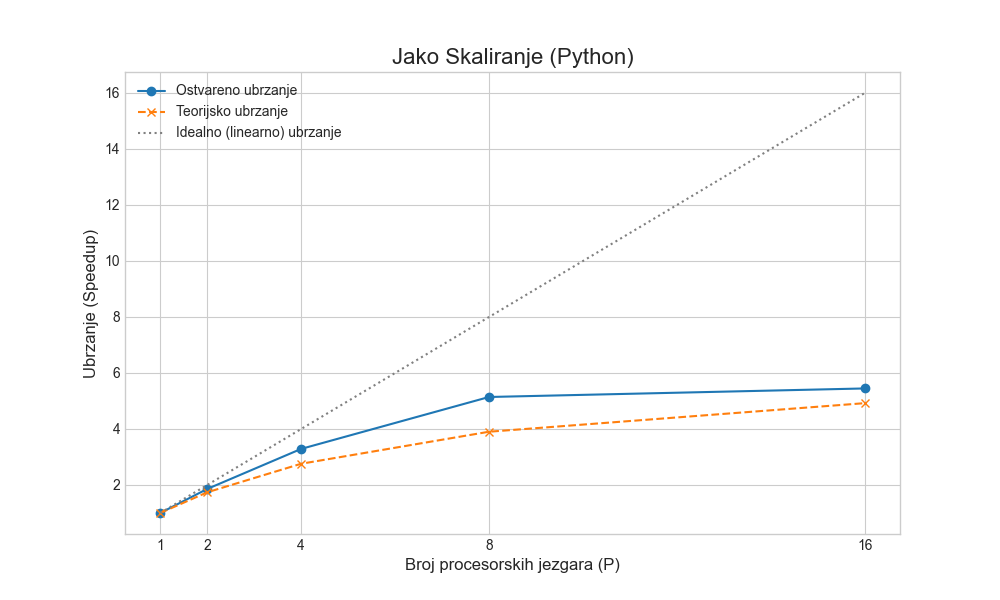 Jako Skaliranje (Python)
Ostvareno ubrzanje
Teorijsko ubrzanje
Idealno (linearno) ubrzanje
Ubrzanje (Speedup)
16
14
12
10
8
6
4
2
1 2 4 8 16
Broj procesorskih jezgara (P)